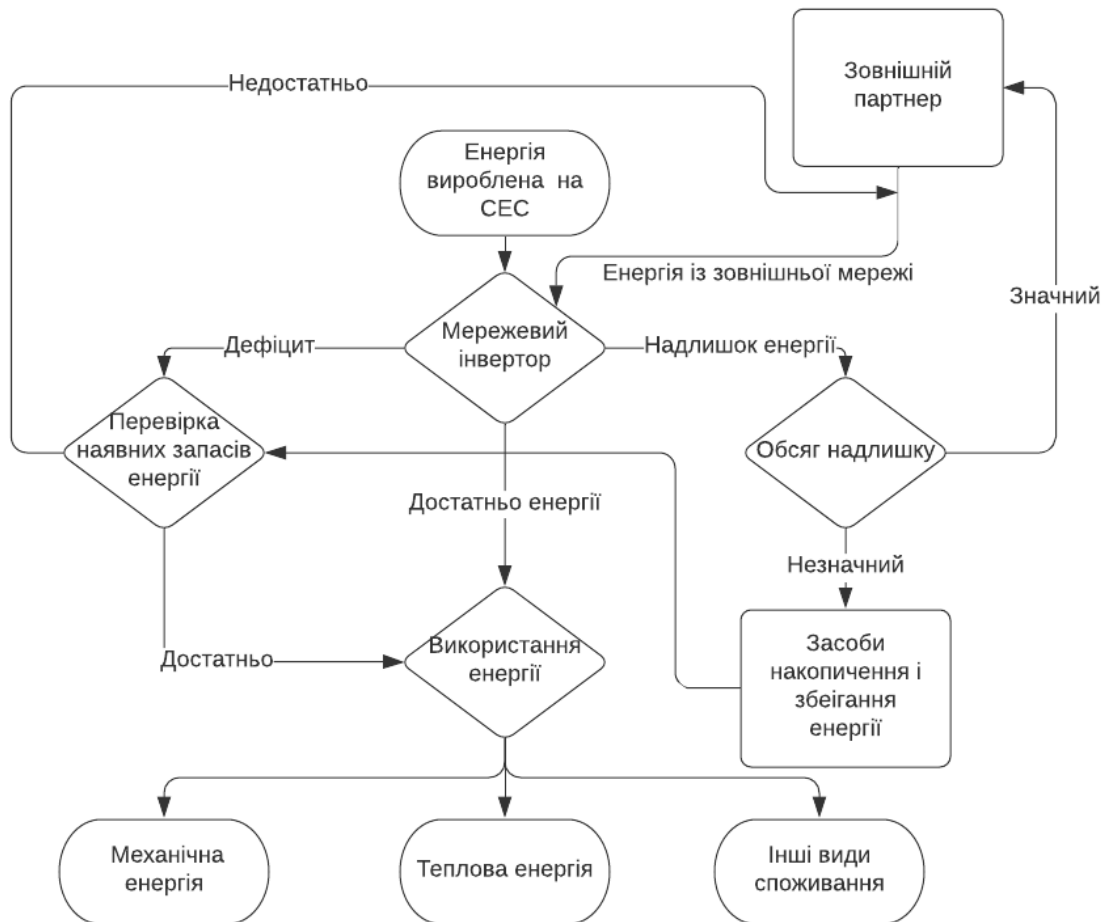 Недостатньо
Зовнішній
партнер
Енергія
вироблена на
СЕС
Енергія із зовнішньої мережі
Значний
Дефіцит
Мережевий
інвертор
Надлишок енергії
Перевірка
наявних запасів
енергії
Обсяг надлишку
Достатньо енергії
Незначний
Достатньо
Використання
енергії
Засоби
накопичення і
збеігання
енергії
Механічна
енергія
Теплова енергія
Інші види
споживання